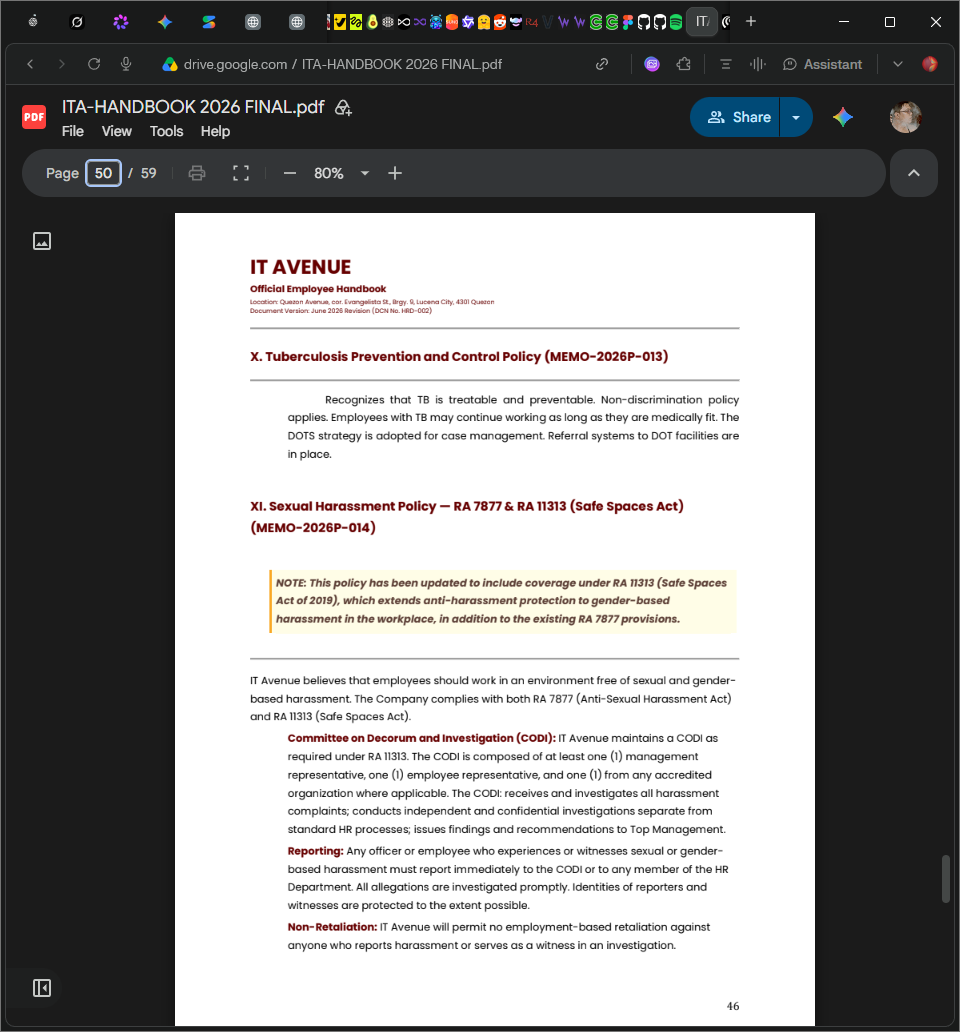 drive.google.com / ITA-HANDBOOK 2026 FINAL.pdf
Assistant
PDF
ITA-HANDBOOK 2026 FINAL.pdf
File View Tools Help
Share
Page 50 / 59
80%
IT AVENUE
Official Employee Handbook
Location: Quezon Avenue, cor. Evangelista St., Brgy. 9, Lucena City, 4301 Quezon
Document Version: June 2026 Revision (DCN No. HRD-002)
X. Tuberculosis Prevention and Control Policy (MEMO-2026P-013)
Recognizes that TB is treatable and preventable. Non-discrimination policy
applies. Employees with TB may continue working as long as they are medically fit. The
DOTS strategy is adopted for case management. Referral systems to DOT facilities are
in place.
XI. Sexual Harassment Policy — RA 7877 & RA 11313 (Safe Spaces Act)
(MEMO-2026P-014)
NOTE: This policy has been updated to include coverage under RA 11313 (Safe Spaces
Act of 2019), which extends anti-harassment protection to gender-based
harassment in the workplace, in addition to the existing RA 7877 provisions.
IT Avenue believes that employees should work in an environment free of sexual and gender-
based harassment. The Company complies with both RA 7877 (Anti-Sexual Harassment Act)
and RA 11313 (Safe Spaces Act).
Committee on Decorum and Investigation (CODI): IT Avenue maintains a CODI as
required under RA 11313. The CODI is composed of at least one (1) management
representative, one (1) employee representative, and one (1) from any accredited
organization where applicable. The CODI: receives and investigates all harassment
complaints; conducts independent and confidential investigations separate from
standard HR processes; issues findings and recommendations to Top Management.
Reporting: Any officer or employee who experiences or witnesses sexual or gender-
based harassment must report immediately to the CODI or to any member of the HR
Department. All allegations are investigated promptly. Identities of reporters and
witnesses are protected to the extent possible.
Non-Retaliation: IT Avenue will permit no employment-based retaliation against
anyone who reports harassment or serves as a witness in an investigation.
46